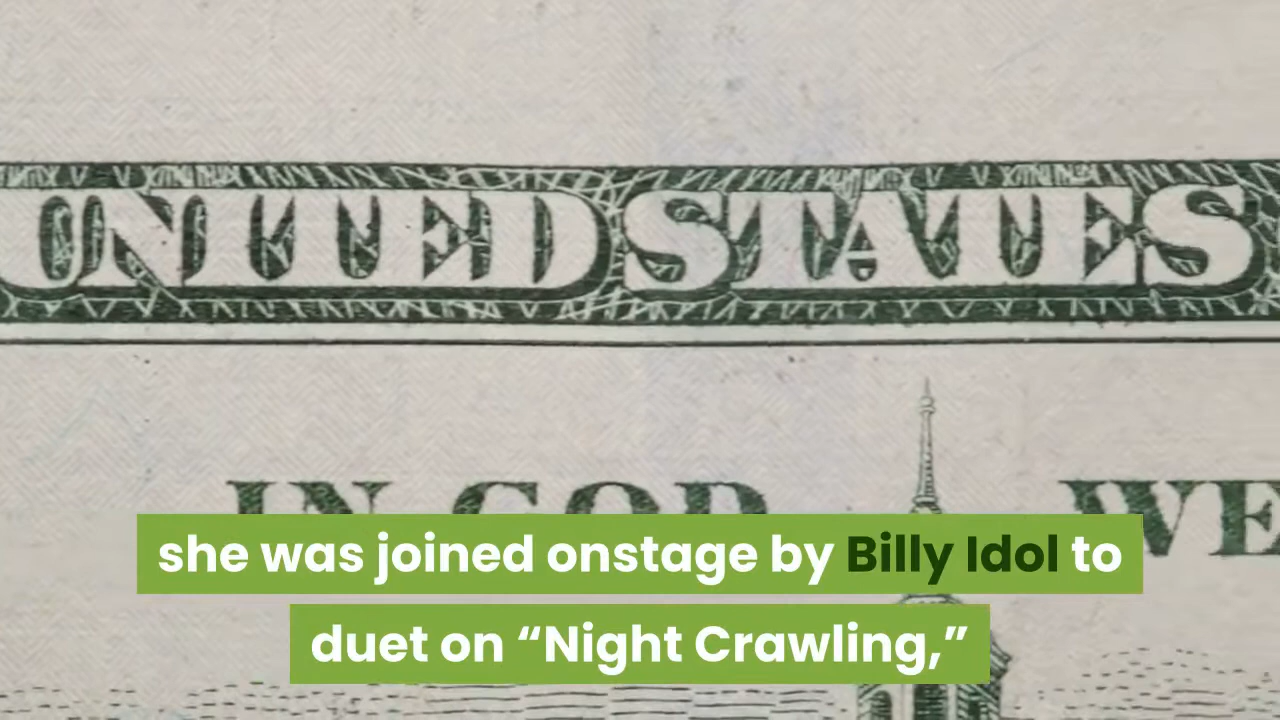 UNITED STATES
IN GOD WE
she was joined onstage by Billy Idol to
duet on “Night Crawling,”